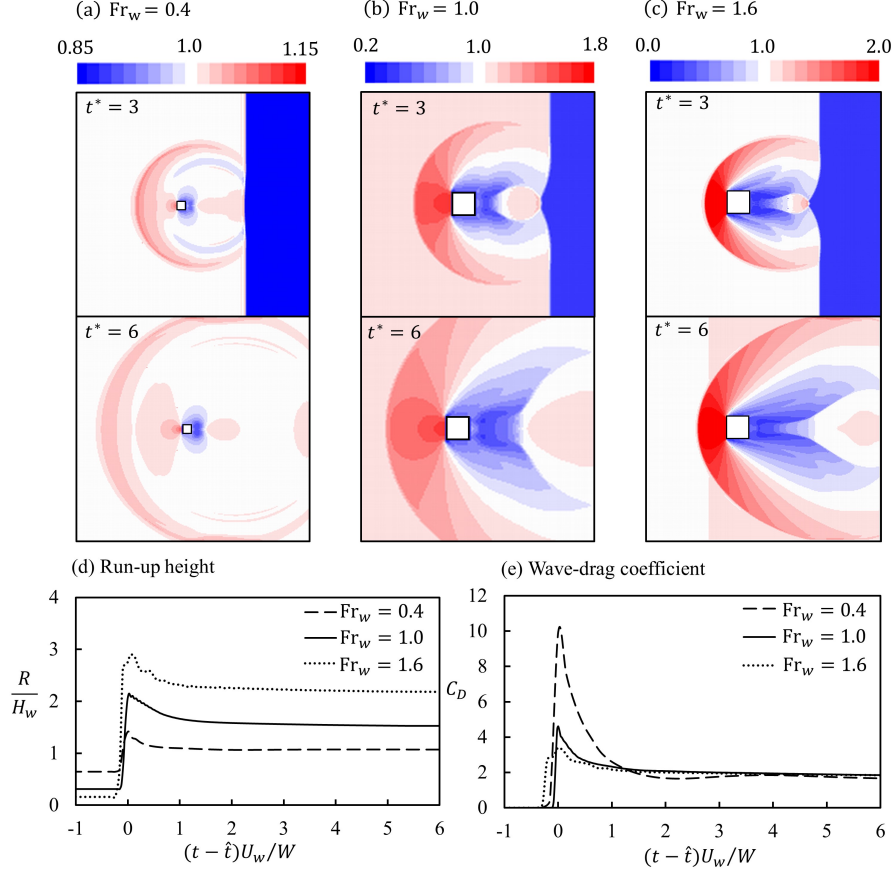 (a) Fr_w = 0.4
(b) Fr_w = 1.0
(c) Fr_w = 1.6
0.85 1.0 1.15
0.2 1.0 1.8
0.0 1.0 2.0
t* = 3
t* = 3
t* = 3
t* = 6
t* = 6
t* = 6
(d) Run-up height
4
3
2
1
0
R
H_w
Fr_w = 0.4
Fr_w = 1.0
Fr_w = 1.6
-1 0 1 2 3 4 5 6
(t − t̂)U_w/W
(e) Wave-drag coefficient
12
10
8
6
4
2
0
C_D
Fr_w = 0.4
Fr_w = 1.0
Fr_w = 1.6
-1 0 1 2 3 4 5 6
(t − t̂)U_w/W